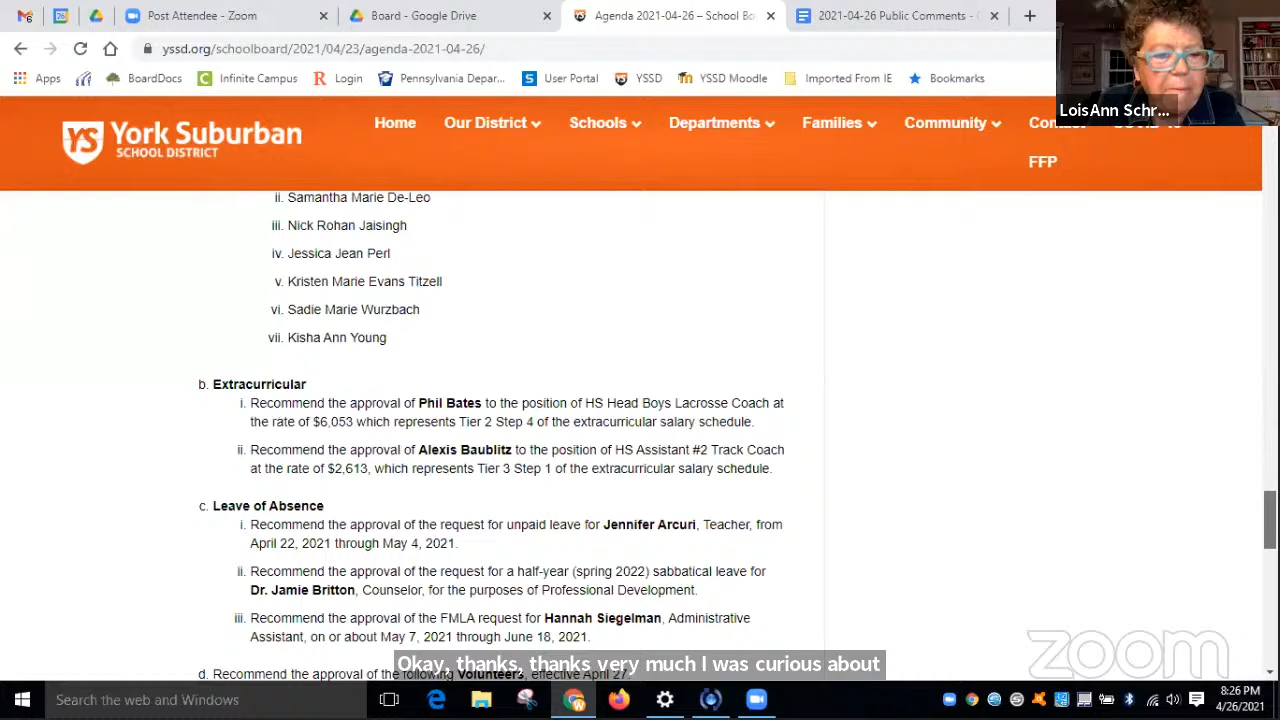 Post Attendee - Zoom
Board - Google Drive
Agenda 2021-04-26 – School Bo
2021-04-26 Public Comments - G
yssd.org/schoolboard/2021/04/23/agenda-2021-04-26/
Apps
BoardDocs
Infinite Campus
Login
Pennsylvania Depar...
User Portal
YSSD
YSSD Moodle
Imported From IE
Bookmarks
LoisAnn Schr...
York Suburban
SCHOOL DISTRICT
Home
Our District
Schools
Departments
Families
Community
FFP
ii. Samantha Marie De-Leo
iii. Nick Rohan Jaisingh
iv. Jessica Jean Perl
v. Kristen Marie Evans Titzell
vi. Sadie Marie Wurzbach
vii. Kisha Ann Young
b. Extracurricular
i. Recommend the approval of Phil Bates to the position of HS Head Boys Lacrosse Coach at
the rate of $6,053 which represents Tier 2 Step 4 of the extracurricular salary schedule.
ii. Recommend the approval of Alexis Baublitz to the position of HS Assistant #2 Track Coach
at the rate of $2,613, which represents Tier 3 Step 1 of the extracurricular salary schedule.
c. Leave of Absence
i. Recommend the approval of the request for unpaid leave for Jennifer Arcuri, Teacher, from
April 22, 2021 through May 4, 2021.
ii. Recommend the approval of the request for a half-year (spring 2022) sabbatical leave for
Dr. Jamie Britton, Counselor, for the purposes of Professional Development.
iii. Recommend the approval of the FMLA request for Hannah Siegelman, Administrative
Assistant, on or about May 7, 2021 through June 18, 2021.
d. Recommend the approval of the following Volunteers, effective April 27.
Okay, thanks, thanks very much I was curious about
zoom
Search the web and Windows
8:26 PM
4/26/2021